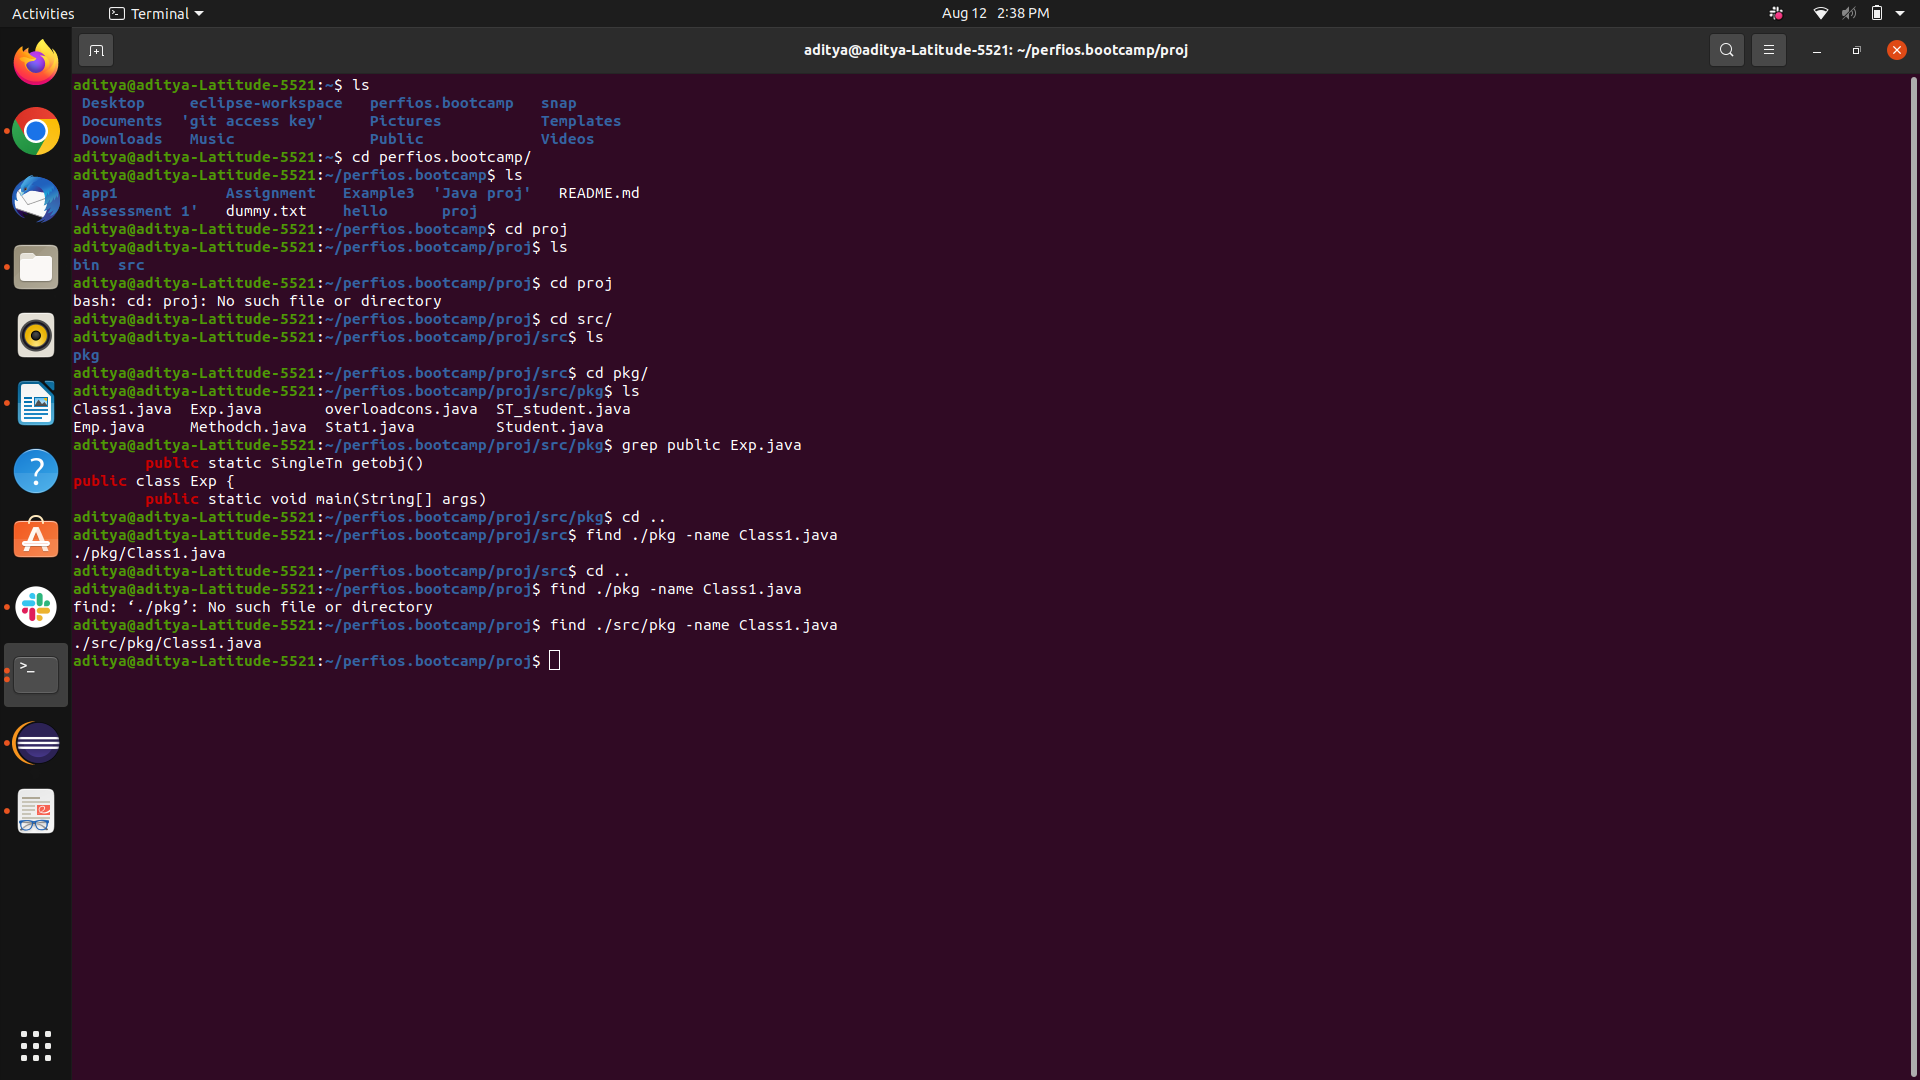 Activities Terminal Aug 12 2:38 PM
aditya@aditya-Latitude-5521: ~/perfios.bootcamp/proj
aditya@aditya-Latitude-5521:~$ ls
Desktop eclipse-workspace perfios.bootcamp snap
Documents 'git access key' Pictures Templates
Downloads Music Public Videos
aditya@aditya-Latitude-5521:~$ cd perfios.bootcamp/
aditya@aditya-Latitude-5521:~/perfios.bootcamp$ ls
app1 Assignment Example3 'Java proj' README.md
'Assessment 1' dummy.txt hello proj
aditya@aditya-Latitude-5521:~/perfios.bootcamp$ cd proj
aditya@aditya-Latitude-5521:~/perfios.bootcamp/proj$ ls
bin src
aditya@aditya-Latitude-5521:~/perfios.bootcamp/proj$ cd proj
bash: cd: proj: No such file or directory
aditya@aditya-Latitude-5521:~/perfios.bootcamp/proj$ cd src/
aditya@aditya-Latitude-5521:~/perfios.bootcamp/proj/src$ ls
pkg
aditya@aditya-Latitude-5521:~/perfios.bootcamp/proj/src$ cd pkg/
aditya@aditya-Latitude-5521:~/perfios.bootcamp/proj/src/pkg$ ls
Class1.java Exp.java overloadcons.java ST_student.java
Emp.java Methodch.java Stat1.java Student.java
aditya@aditya-Latitude-5521:~/perfios.bootcamp/proj/src/pkg$ grep public Exp.java
public static SingleTn getobj()
public class Exp {
public static void main(String[] args)
aditya@aditya-Latitude-5521:~/perfios.bootcamp/proj/src/pkg$ cd ..
aditya@aditya-Latitude-5521:~/perfios.bootcamp/proj/src$ find ./pkg -name Class1.java
./pkg/Class1.java
aditya@aditya-Latitude-5521:~/perfios.bootcamp/proj/src$ cd ..
aditya@aditya-Latitude-5521:~/perfios.bootcamp/proj$ find ./pkg -name Class1.java
find: ‘./pkg’: No such file or directory
aditya@aditya-Latitude-5521:~/perfios.bootcamp/proj$ find ./src/pkg -name Class1.java
./src/pkg/Class1.java
aditya@aditya-Latitude-5521:~/perfios.bootcamp/proj$